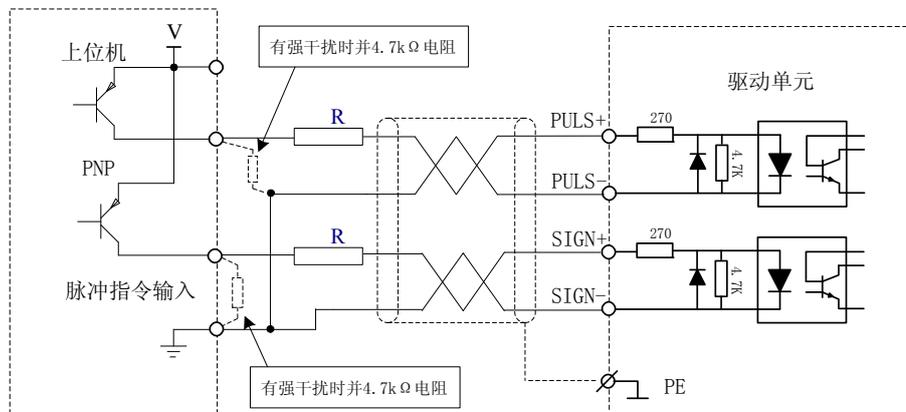 上位机
V
有强干扰时并4.7kΩ电阻
驱动单元
R
PULS+
270
4.7K
PNP
PULS-
R
SIGN+
270
4.7K
脉冲指令输入
SIGN-
有强干扰时并4.7kΩ电阻
PE